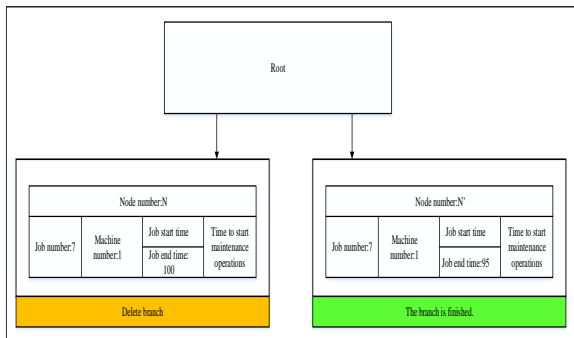 Root
Node number:N
Job number:7
Machine
number:1
Job start time
Job end time:
100
Time to start
maintenance
operations
Delete branch
Node number:N'
Job number:7
Machine
number:1
Job start time
Job end time:95
Time to start
maintenance
operations
The branch is finished.